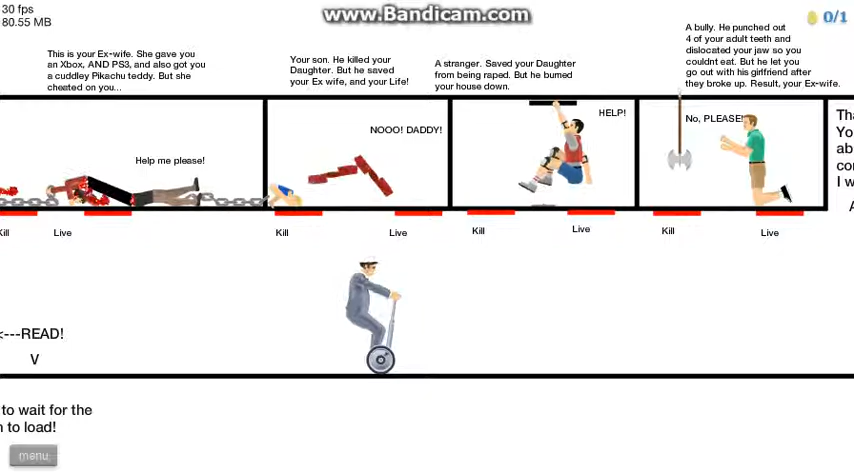 30 fps
80.55 MB
www.Bandicam.com
0/1
This is your Ex-wife. She gave you
an Xbox, AND PS3, and also got you
a cuddley Pikachu teddy. But she
cheated on you...
Your son. He killed your
Daughter. But he saved
your Ex wife, and your Life!
A stranger. Saved your Daughter
from being raped. But he burned
your house down.
A bully. He punched out
4 of your adult teeth and
dislocated your jaw so you
couldnt eat. But he let you
go out with his girlfriend after
they broke up. Result, your Ex-wife.
Help me please!
NOOO! DADDY!
HELP!
No, PLEASE!
Kill
Live
Kill
Live
Kill
Live
Kill
Live
<---READ!
V
to wait for the
to load!
menu